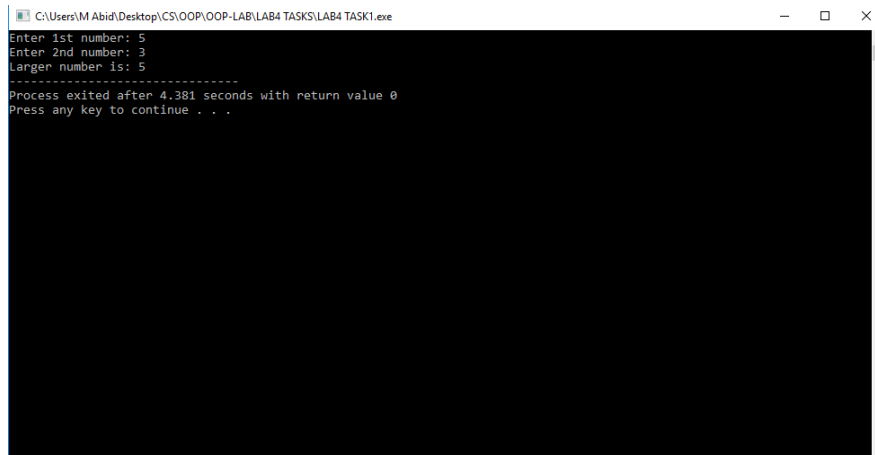 C:\Users\M Abid\Desktop\CS\OOP\OOP-LAB\LAB4 TASKS\LAB4 TASK1.exe
Enter 1st number: 5
Enter 2nd number: 3
Larger number is: 5
--------------------------------
Process exited after 4.381 seconds with return value 0
Press any key to continue . . .